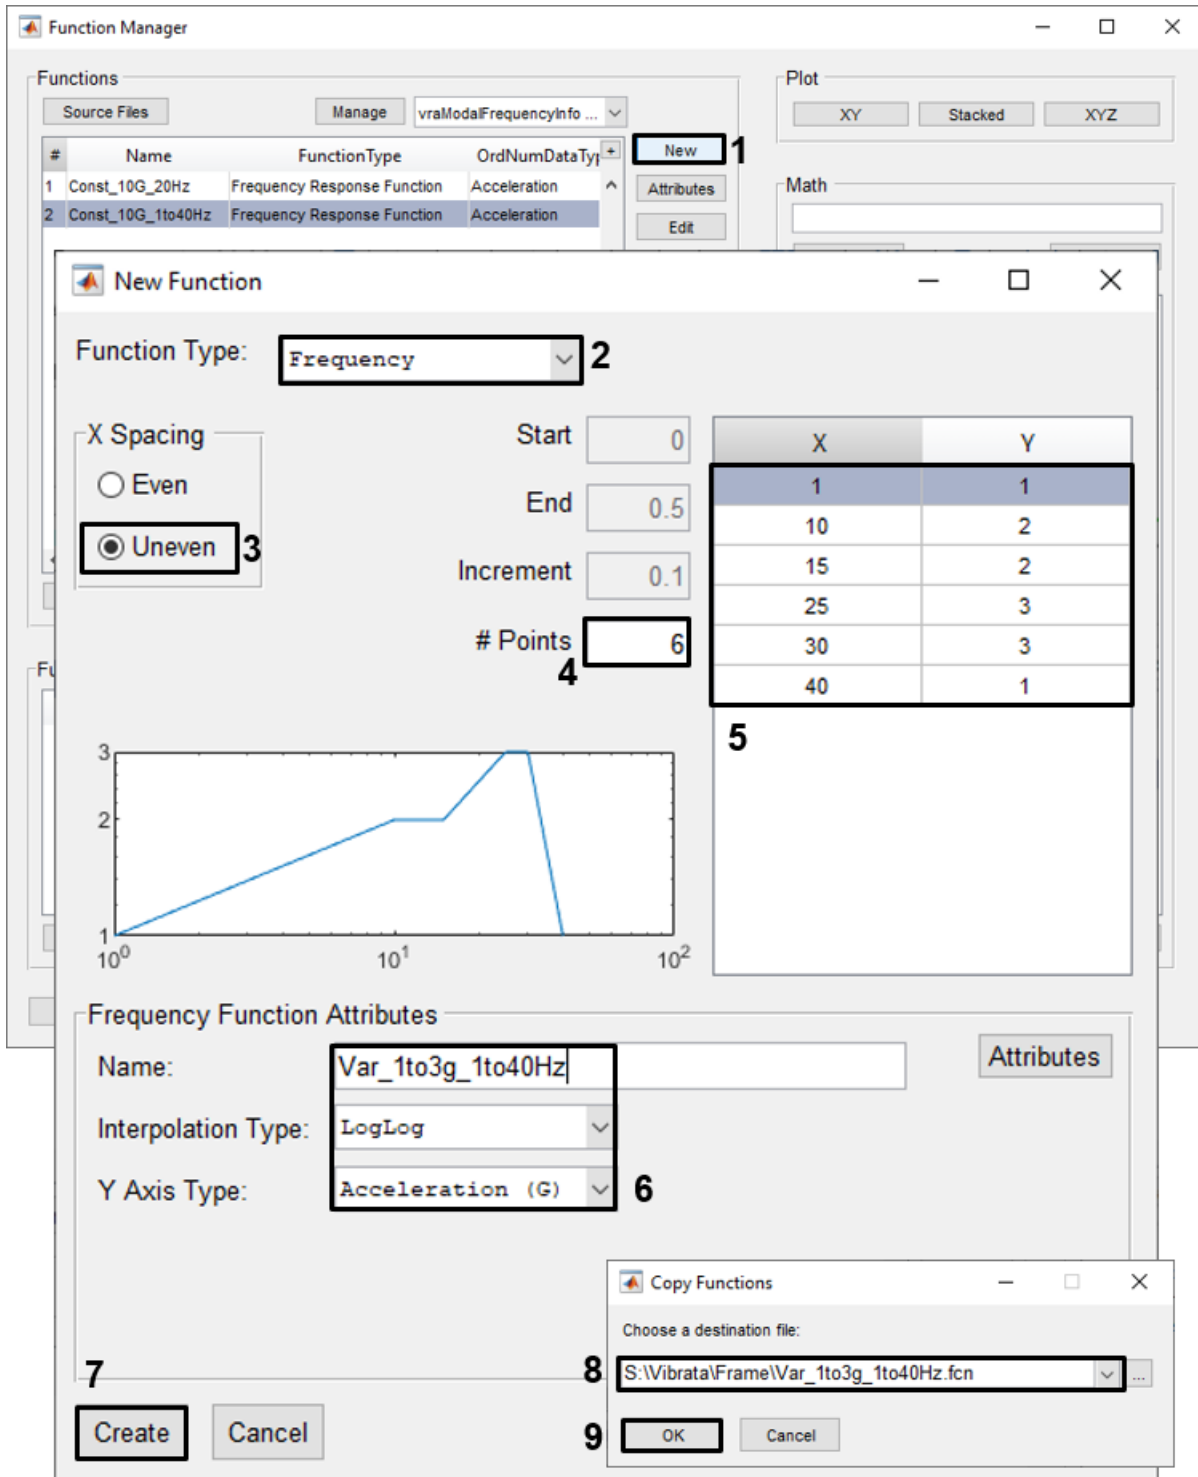 Function Manager
Functions
Plot
Source Files Manage vraModalFrequencyInfo ...
XY Stacked XYZ
# Name FunctionType OrdNumDataTyp +
New 1
1 Const_10G_20Hz Frequency Response Function Acceleration
Attributes
Math
2 Const_10G_1to40Hz Frequency Response Function Acceleration
Edit
New Function
Function Type: Frequency 2
X Spacing
Even
Uneven 3
Start 0
End 0.5
Increment 0.1
# Points 6
4
X Y
1 1
10 2
15 2
25 3
30 3
40 1
5
Fu
3
2
1
10^0 10^1 10^2
Frequency Function Attributes
Name: Var_1to3g_1to40Hz
Attributes
Interpolation Type: LogLog
Y Axis Type: Acceleration (G) 6
Copy Functions
Choose a destination file:
8 S:\Vibrata\Frame\Var_1to3g_1to40Hz.fcn ...
7
Create Cancel
9 OK Cancel